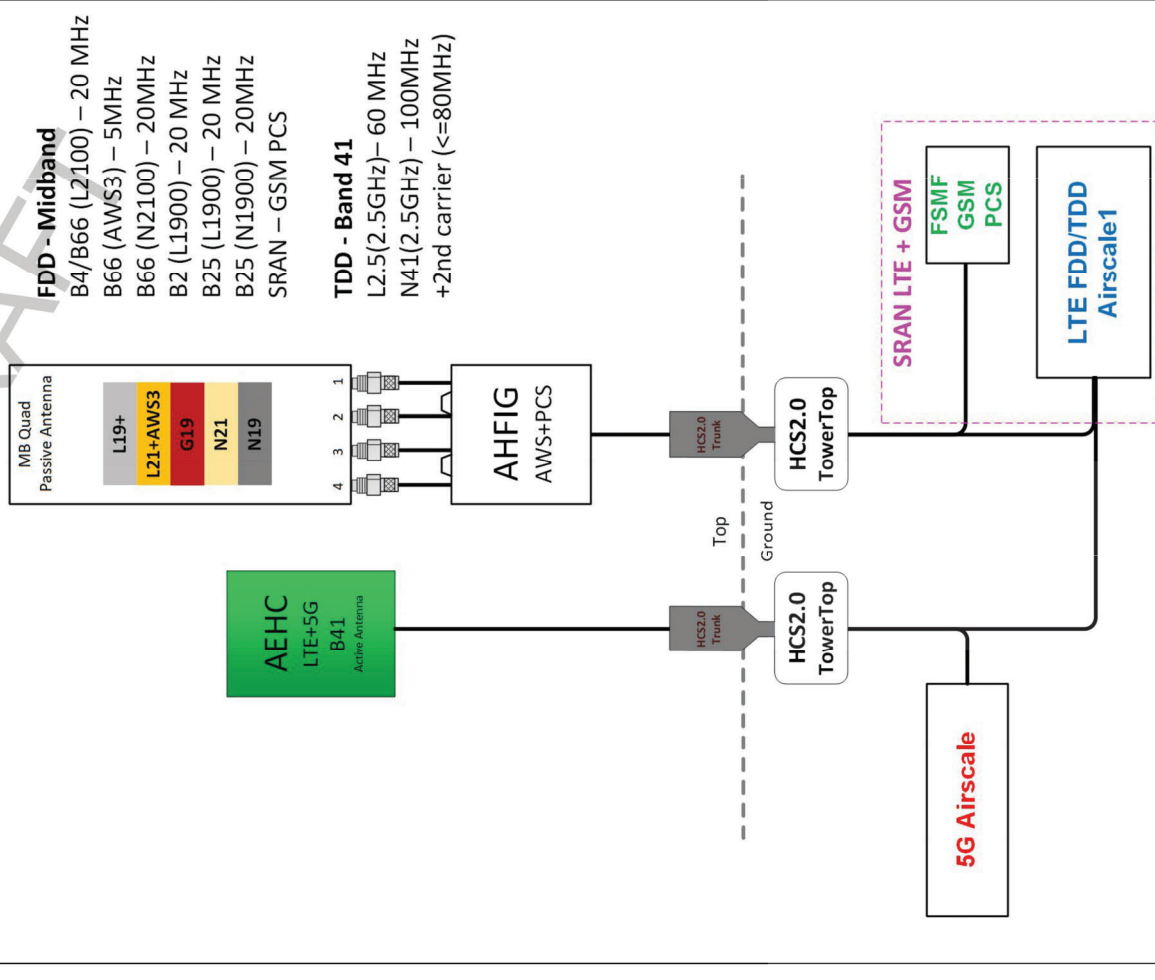 AFT
FDD - Midband
B4/B66 (L2100) – 20 MHz
B66 (AWS3) – 5MHz
B66 (N2100) – 20MHz
B2 (L1900) – 20 MHz
B25 (L1900) – 20 MHz
B25 (N1900) – 20MHz
SRAN – GSM PCS
TDD - Band 41
L2.5(2.5GHz)– 60 MHz
N41(2.5GHz) – 100MHz
+2nd carrier (<=80MHz)
MB Quad
Passive Antenna
L19+
L21+AWS3
G19
N21
N19
4
3
2
1
AHFIG
AWS+PCS
AEHC
LTE+5G
B41
Active Antenna
HCS2.0
Trunk
HCS2.0
Trunk
Top
Ground
HCS2.0
TowerTop
HCS2.0
TowerTop
SRAN LTE + GSM
FSMF
GSM
PCS
LTE FDD/TDD
Airscale1
5G Airscale